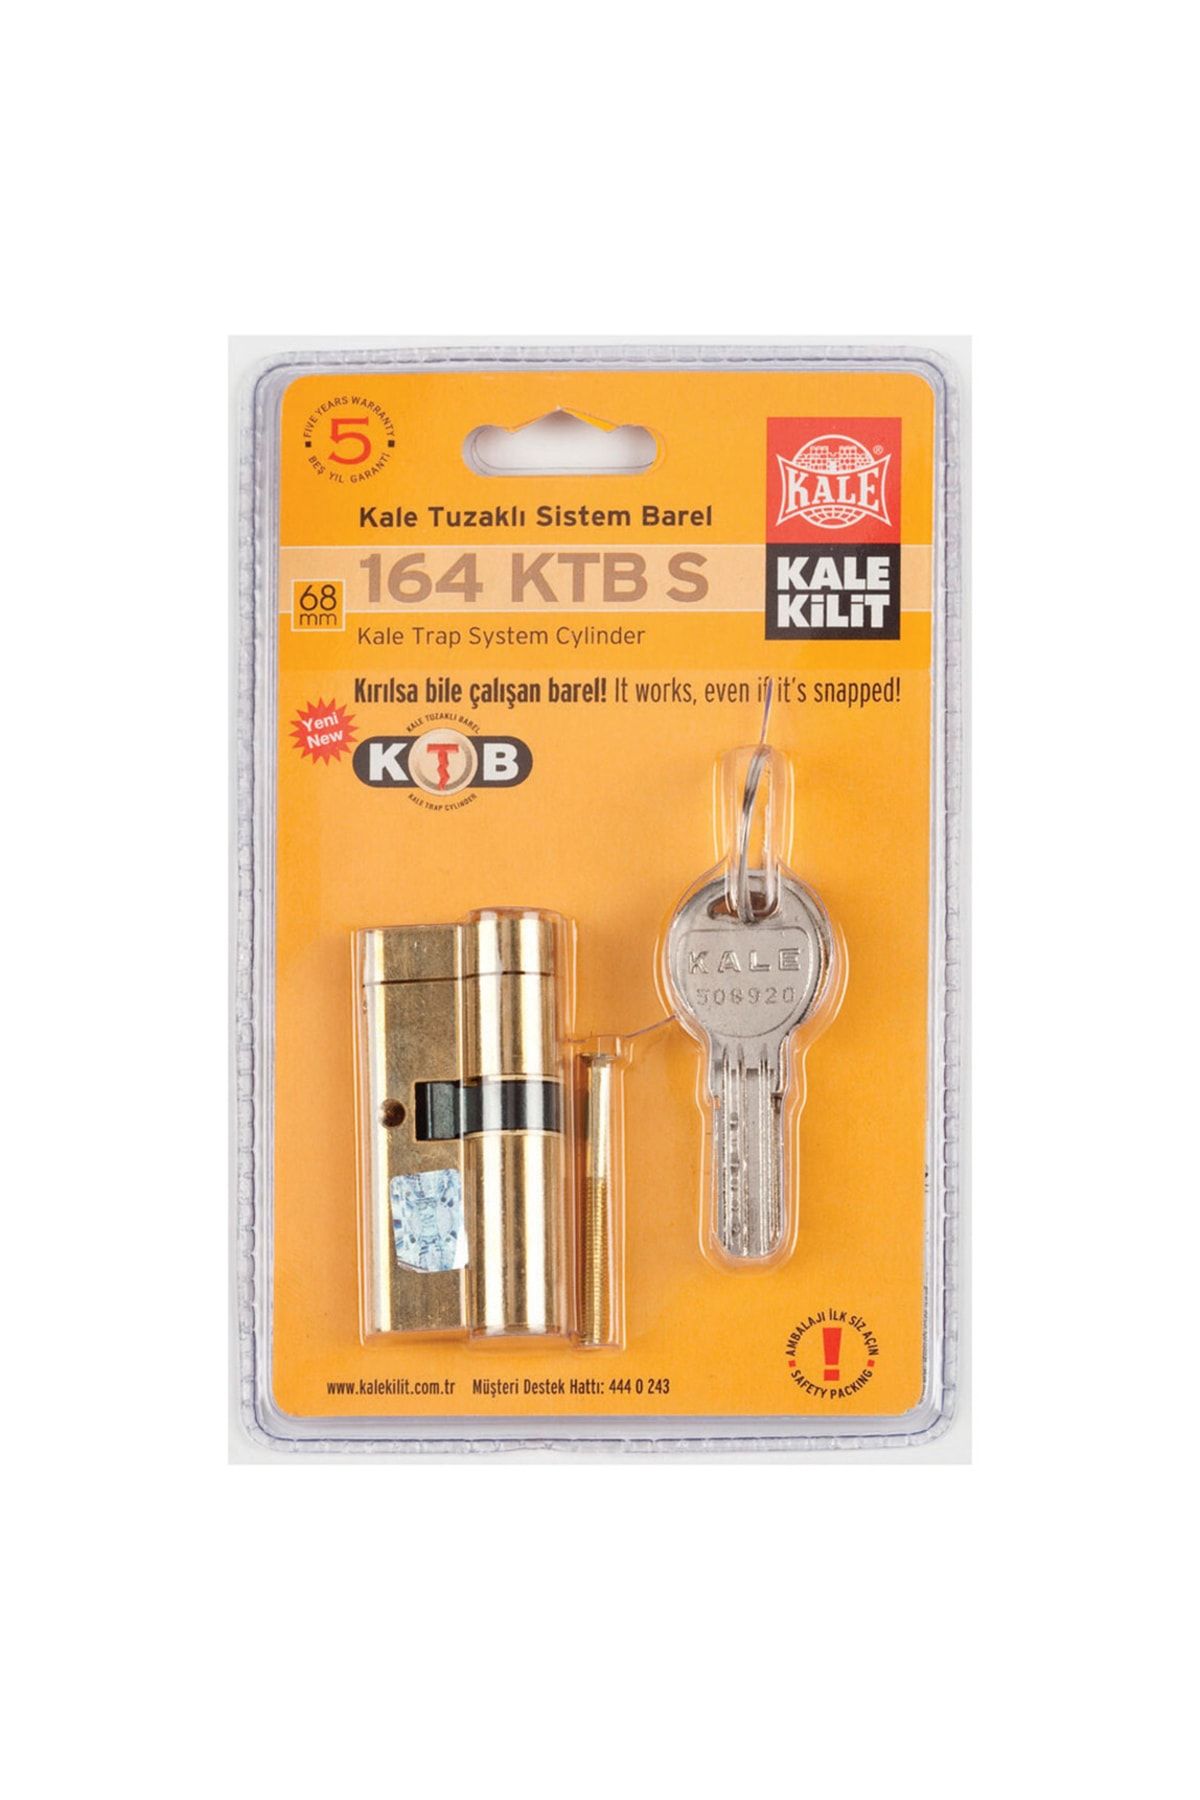 FIVE YEARS WARRANTY
5
BEŞ YIL GARANTİ
KALE®
KALE
KİLİT
Kale Tuzaklı Sistem Barel
164 KTB S
68
mm
Kale Trap System Cylinder
Kırılsa bile çalışan barel! It works, even if it's snapped!
Yeni
New
KALE TUZAKLI BAREL
KTB
KALE TRAP CYLINDER
KALE
508920
AMBALAJI İLK SİZ AÇIN
!
SAFETY PACKING
www.kalekilit.com.tr Müşteri Destek Hattı: 444 0 243